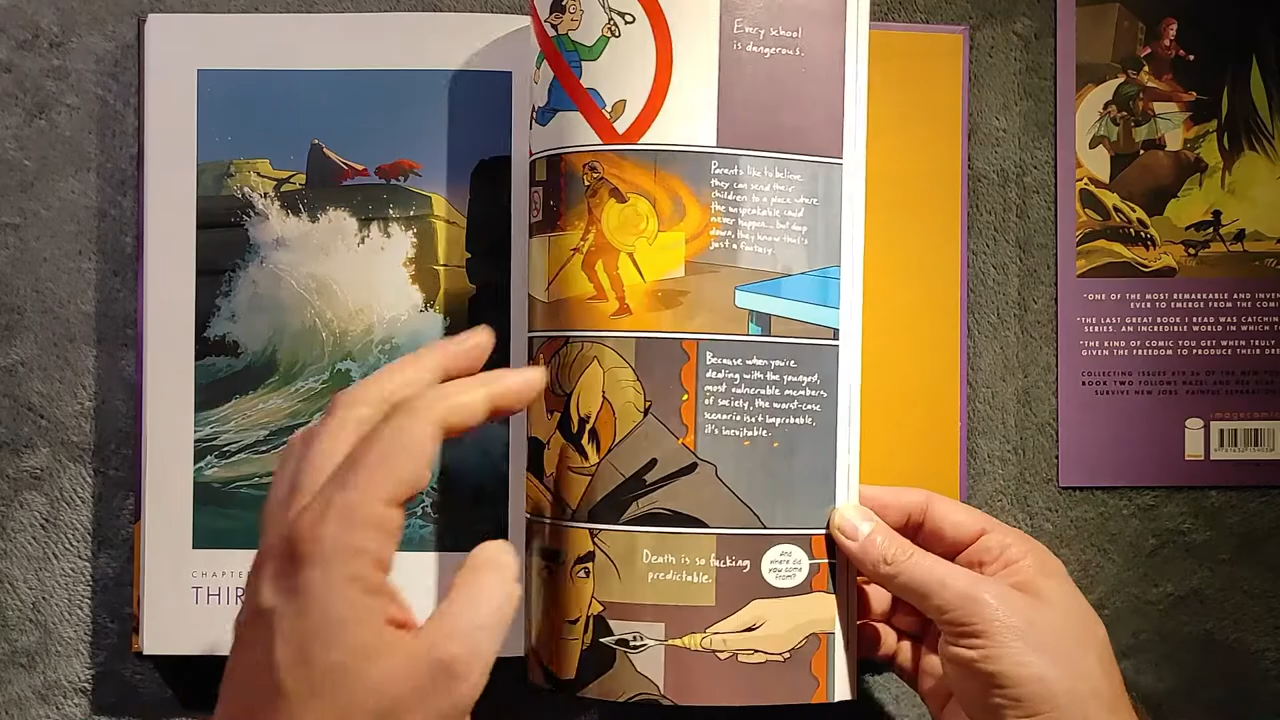 CHAPTE
THIR
Every school
is dangerous.
Parents like to believe
they can send their
children to a place where
the unspeakable could
never happen... but deep
down, they know that's
just a fantasy.
Because when you're
dealing with the youngest,
most vulnerable members
of society, the worst-case
scenario isn't improbable,
it's inevitable.
Death is so fucking
predictable.
And
where did
you come
from?
"ONE OF THE MOST REMARKABLE AND INVEN
EVER TO EMERGE FROM THE COMI
"THE LAST GREAT BOOK I READ WAS CATCHIN
SERIES. AN INCREDIBLE WORLD IN WHICH T
"THE KIND OF COMIC YOU GET WHEN TRULY
GIVEN THE FREEDOM TO PRODUCE THEIR DRE
COLLECTING ISSUES #19-36 OF THE NEW YOR
BOOK TWO FOLLOWS HAZEL AND HER
SURVIVE NEW JOBS, PAINFUL SEPARATI
imagecomic